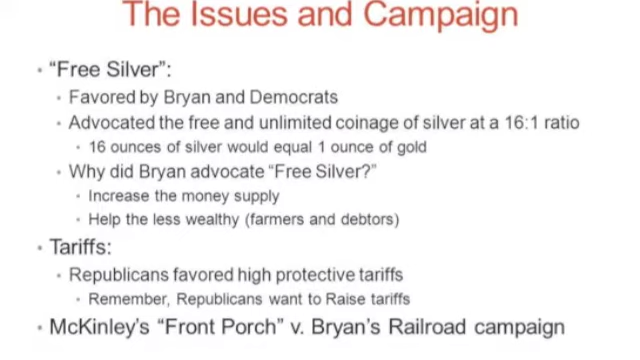 The Issues and Campaign
• "Free Silver":
• Favored by Bryan and Democrats
• Advocated the free and unlimited coinage of silver at a 16:1 ratio
• 16 ounces of silver would equal 1 ounce of gold
• Why did Bryan advocate "Free Silver?"
• Increase the money supply
• Help the less wealthy (farmers and debtors)
• Tariffs:
• Republicans favored high protective tariffs
• Remember, Republicans want to Raise tariffs
• McKinley's "Front Porch" v. Bryan's Railroad campaign